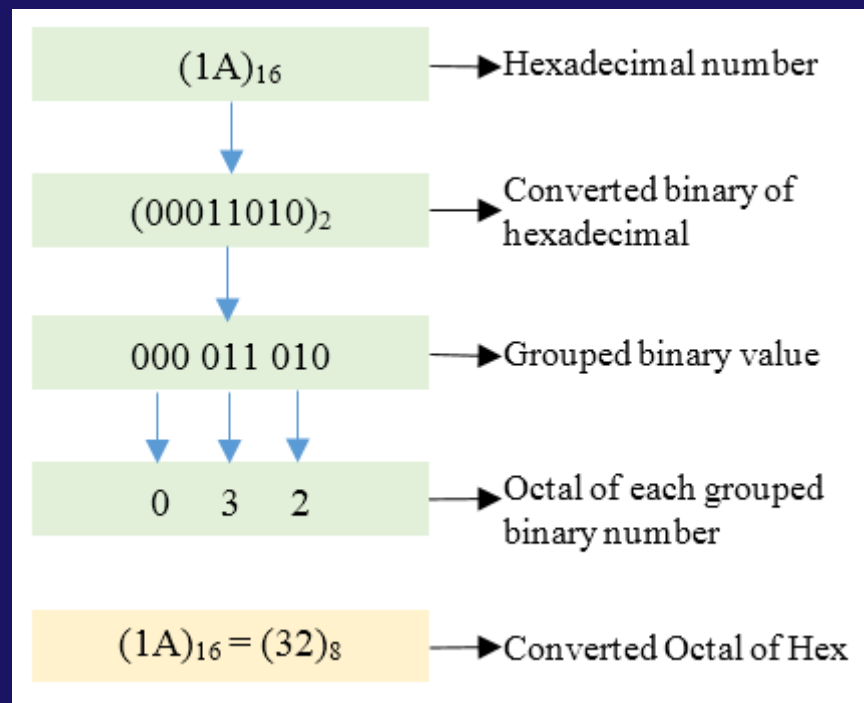 (1A)₁₆ Hexadecimal number
(00011010)₂ Converted binary of
hexadecimal
000 011 010 Grouped binary value
0 3 2 Octal of each grouped
binary number
(1A)₁₆ = (32)₈ Converted Octal of Hex